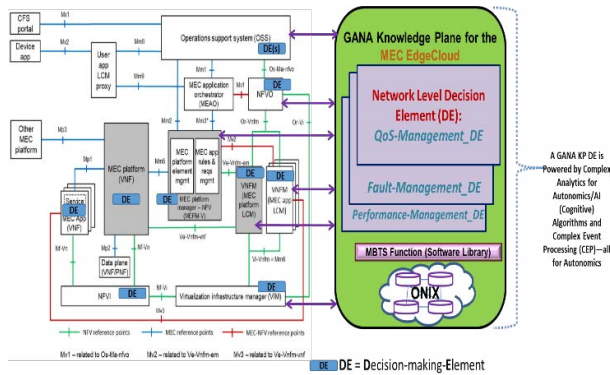 CFS
portal
Device
app
Mx1
Mx2
User
app
LCM
proxy
Mm8
Mm9
Operations support system (OSS)
DE(s)
Mm1
Os-Ma-nfvo
MEC application
orchestrator
(MEAO)
Mv1
DE
NFVO
Mm3*
Or-Vnfm
Or-Vi
Other
MEC
platform
Mp3
MEC platform
(VNF)
DE
Mm5
MEC
platform
element
mgmt
MEC app
rules &
reqs
mgmt
DE
MEC platform
manager – NFV
(MEPM-V)
Mv2
Ve-Vnfm-em
DE
VNFM
(MEC
platform
LCM)
DE
VNFM
(MEC app
LCM)
Mp1
Service
DE
MEC App
(VNF)
Mp2
Data plane
(VNF/PNF)
Nf-Vn
Nf-Vn
Ve-Vnfm-vnf
Vi-Vnfm – Mm6
NFVI
DE
Nf-Vi
Virtualization infrastructure manager (VIM)
DE
Mv3
NFV reference points
MEC reference points
MEC-NFV reference points
Mv1 – related to Os-Ma-nfvo
Mv2 – related to Ve-Vnfm-em
Mv3 – related to Ve-Vnfm-vnf
GANA Knowledge Plane for the
MEC EdgeCloud
Network Level Decision
Element (DE):
QoS-Management_DE
Fault-Management_DE
Performance-Management_DE
MBTS Function (Software Library)
ONIX
A GANA KP DE is
Powered by Complex
Analytics for
Autonomics/AI
(Cognitive)
Algorithms and
Complex Event
Processing (CEP)—all
for Autonomics
DE
DE = Decision-making-Element